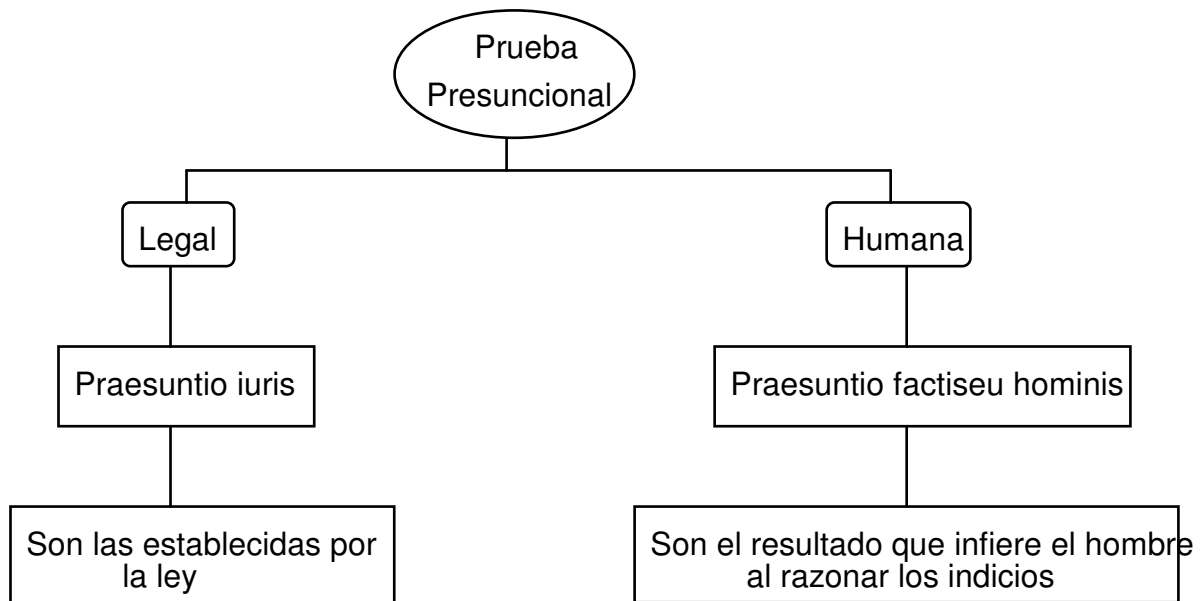 Prueba
Presuncional
Legal
Humana
Praesuntio iuris
Praesuntio factiseu hominis
Son las establecidas por
la ley
Son el resultado que infiere el hombre
al razonar los indicios